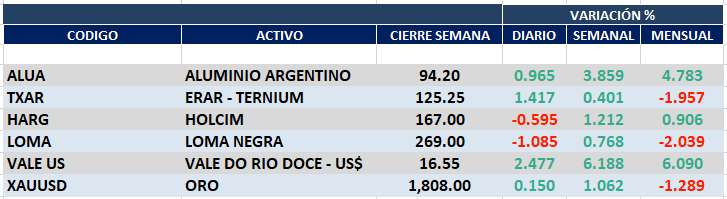 VARIACIÓN %
CODIGO ACTIVO CIERRE SEMANA DIARIO SEMANAL MENSUAL
ALUA ALUMINIO ARGENTINO 94.20 0.965 3.859 4.783
TXAR ERAR - TERNIUM 125.25 1.417 0.401 -1.957
HARG HOLCIM 167.00 -0.595 1.212 0.906
LOMA LOMA NEGRA 269.00 -1.085 0.768 -2.039
VALE US VALE DO RIO DOCE - US$ 16.55 2.477 6.188 6.090
XAUUSD ORO 1,808.00 0.150 1.062 -1.289